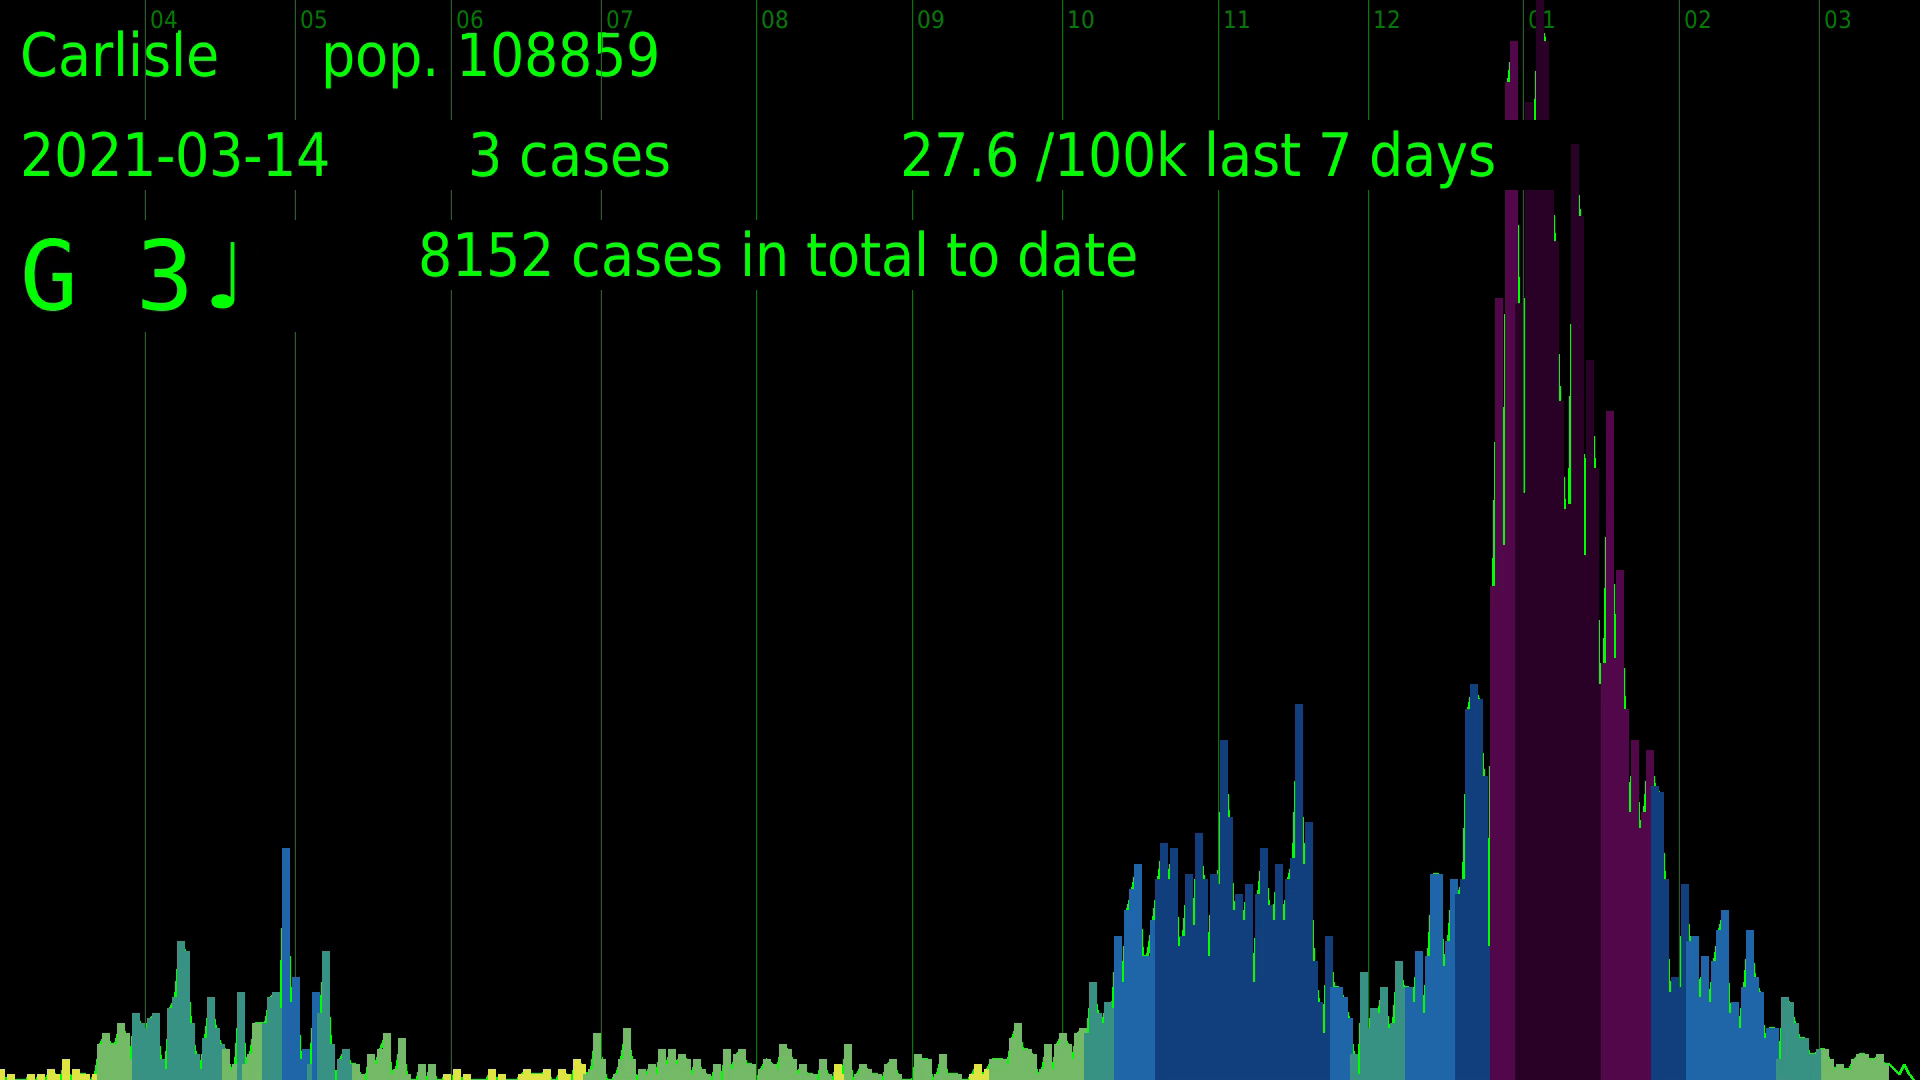 04 05 06 07 08 09 10 11 12 01 02 03
Carlisle pop. 108859
2021-03-14 3 cases 27.6 /100k last 7 days
G 3♩ 8152 cases in total to date